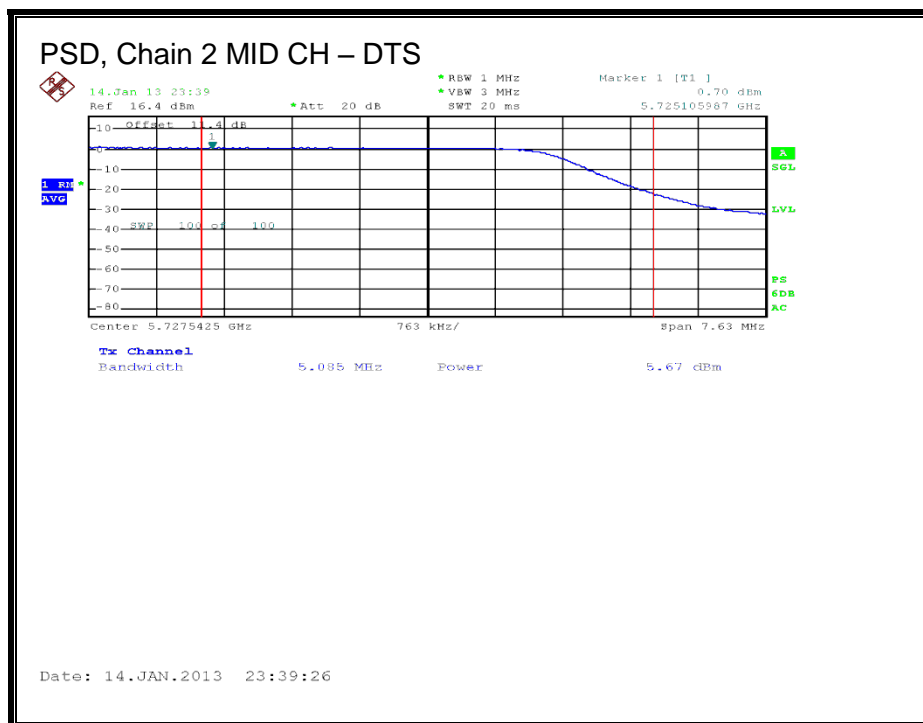 PSD, Chain 2 MID CH – DTS
R S
* RBW 1 MHz Marker 1 [T1 ]
14.Jan 13 23:39 * VBW 3 MHz 0.70 dBm
Ref 16.4 dBm * Att 20 dB SWT 20 ms 5.725105987 GHz
Offset 11.4 dB
10
1
0
A
SGL
-10
1 RM *
-20
AVG
-30
LVL
-40
SWP 100 of 100
-50
-60
-70
PS
6DB
-80
AC
Center 5.7275425 GHz 763 kHz/ Span 7.63 MHz
Tx Channel
Bandwidth 5.085 MHz Power 5.67 dBm
Date: 14.JAN.2013 23:39:26